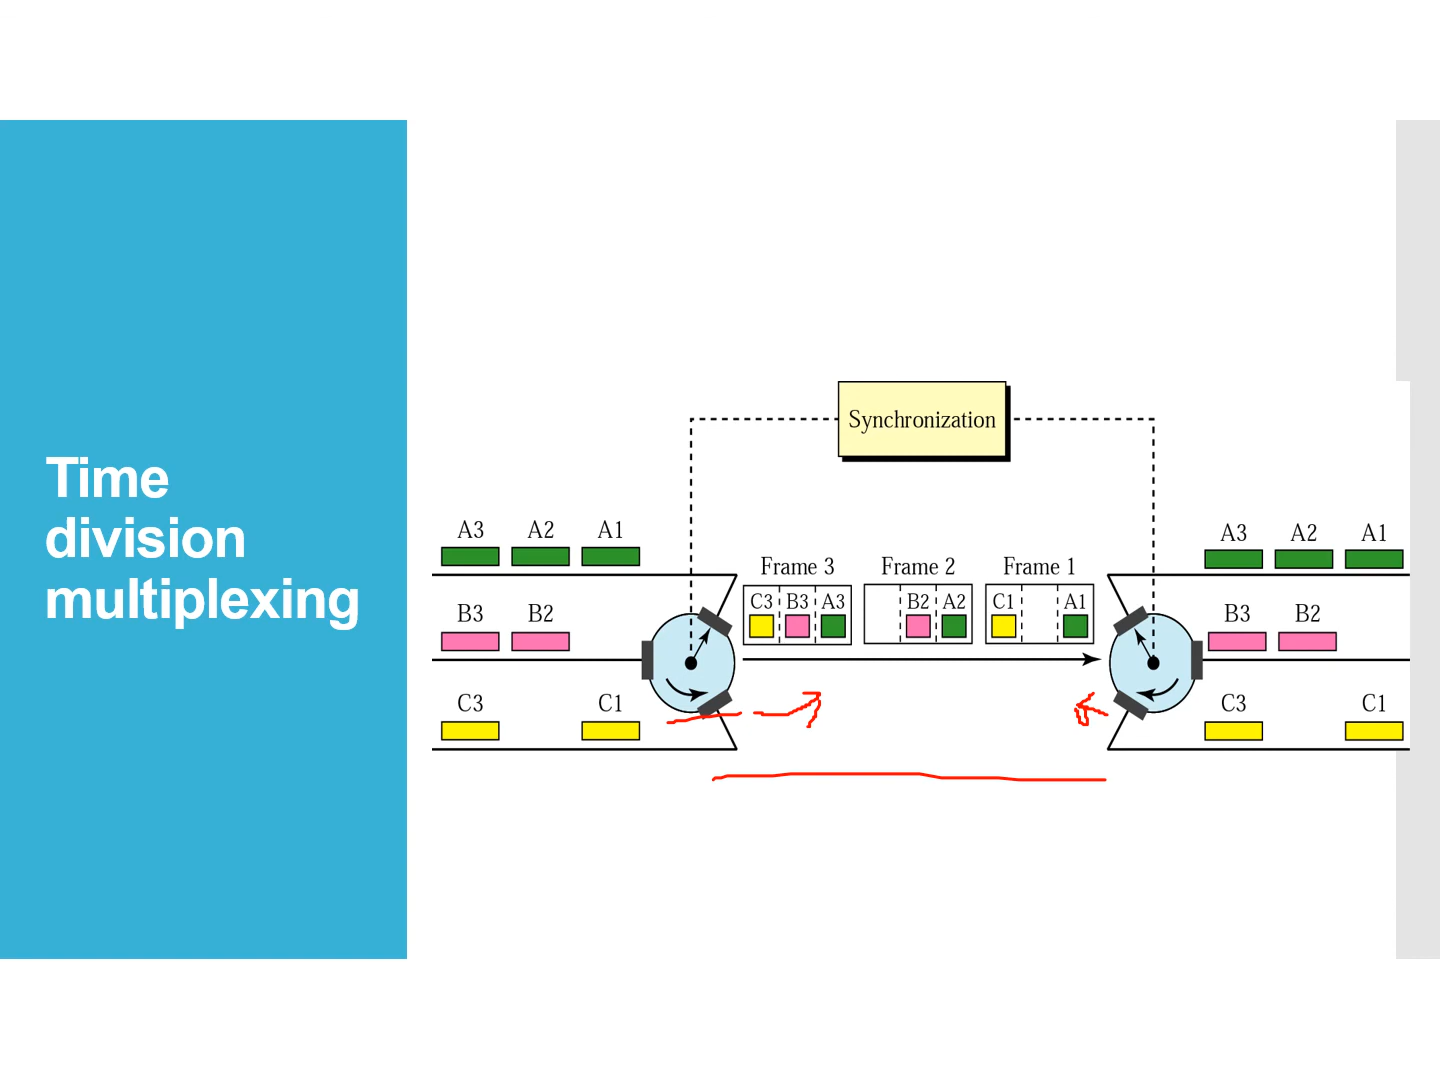 Time
division
multiplexing
Synchronization
A3 A2 A1
B3 B2
C3 C1
Frame 3 Frame 2 Frame 1
C3 B3 A3 B2 A2 C1 A1
A3 A2 A1
B3 B2
C3 C1